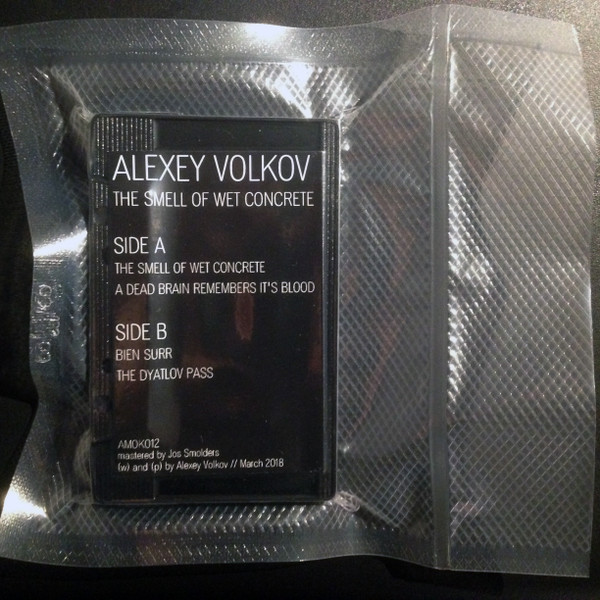 ALEXEY VOLKOV
THE SMELL OF WET CONCRETE
SIDE A
THE SMELL OF WET CONCRETE
A DEAD BRAIN REMEMBERS IT'S BLOOD
SIDE B
BIEN SURR
THE DYATLOV PASS
AMOK012
mastered by Jos Smolders
(w) and (p) by Alexey Volkov // March 2018